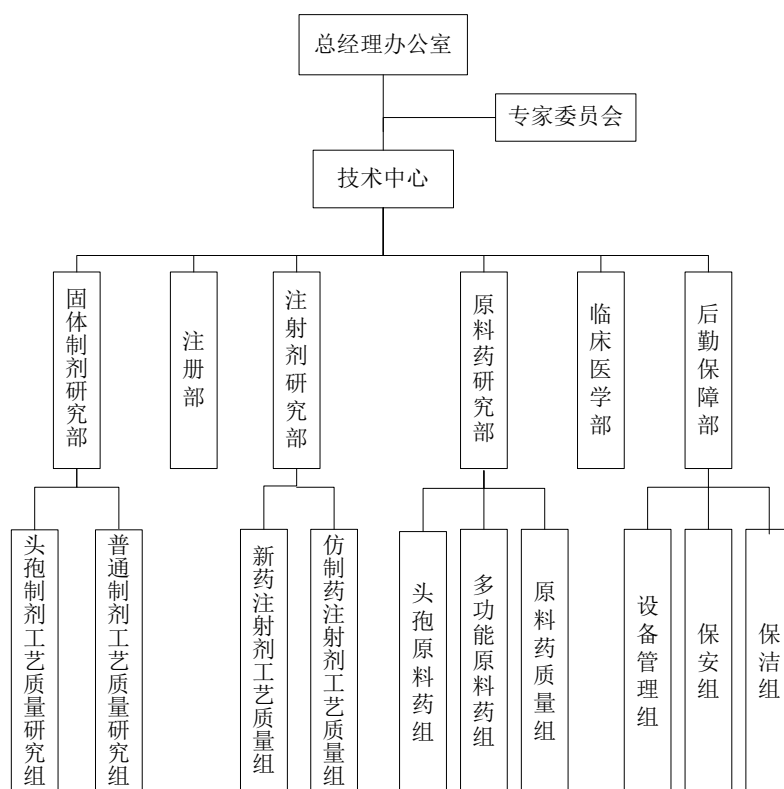 总经理办公室
专家委员会
技术中心
固体制剂研究部
注册部
注射剂研究部
原料药研究部
临床医学部
后勤保障部
头孢制剂工艺质量研究组
普通制剂工艺质量研究组
新药注射剂工艺质量组
仿制药注射剂工艺质量组
头孢原料药组
多功能原料药组
原料药质量组
设备管理组
保安组
保洁组